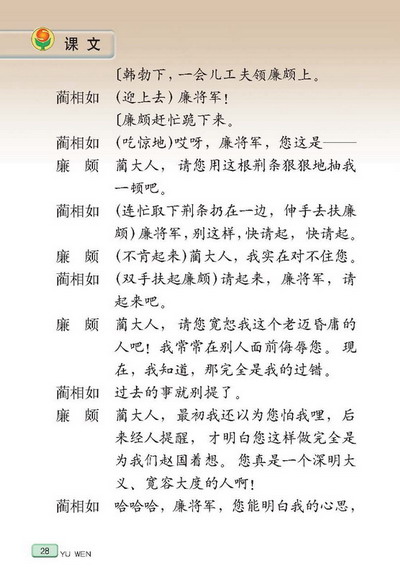 课文
〔韩勃下，一会儿工夫领廉颇上。
蔺相如 (迎上去)廉将军！
〔廉颇赶忙跪下来。
蔺相如 (吃惊地)哎呀，廉将军，您这是——
廉 颇 蔺大人，请您用这根荆条狠狠地抽我
一顿吧。
蔺相如 (连忙取下荆条扔在一边，伸手去扶廉
颇)廉将军，别这样，快请起，快请起。
廉 颇 (不肯起来)蔺大人，我实在对不住您。
蔺相如 (双手扶起廉颇)请起来，廉将军，请
起来吧。
廉 颇 蔺大人，请您宽恕我这个老迈昏庸的
人吧！我常常在别人面前侮辱您。现
在，我知道，那完全是我的过错。
蔺相如 过去的事就别提了。
廉 颇 蔺大人，最初我还以为您怕我哩，后
来经人提醒，才明白您这样做完全是
为我们赵国着想。您真是一个深明大
义、宽容大度的人啊！
蔺相如 哈哈哈，廉将军，您能明白我的心思，
28
YU WEN